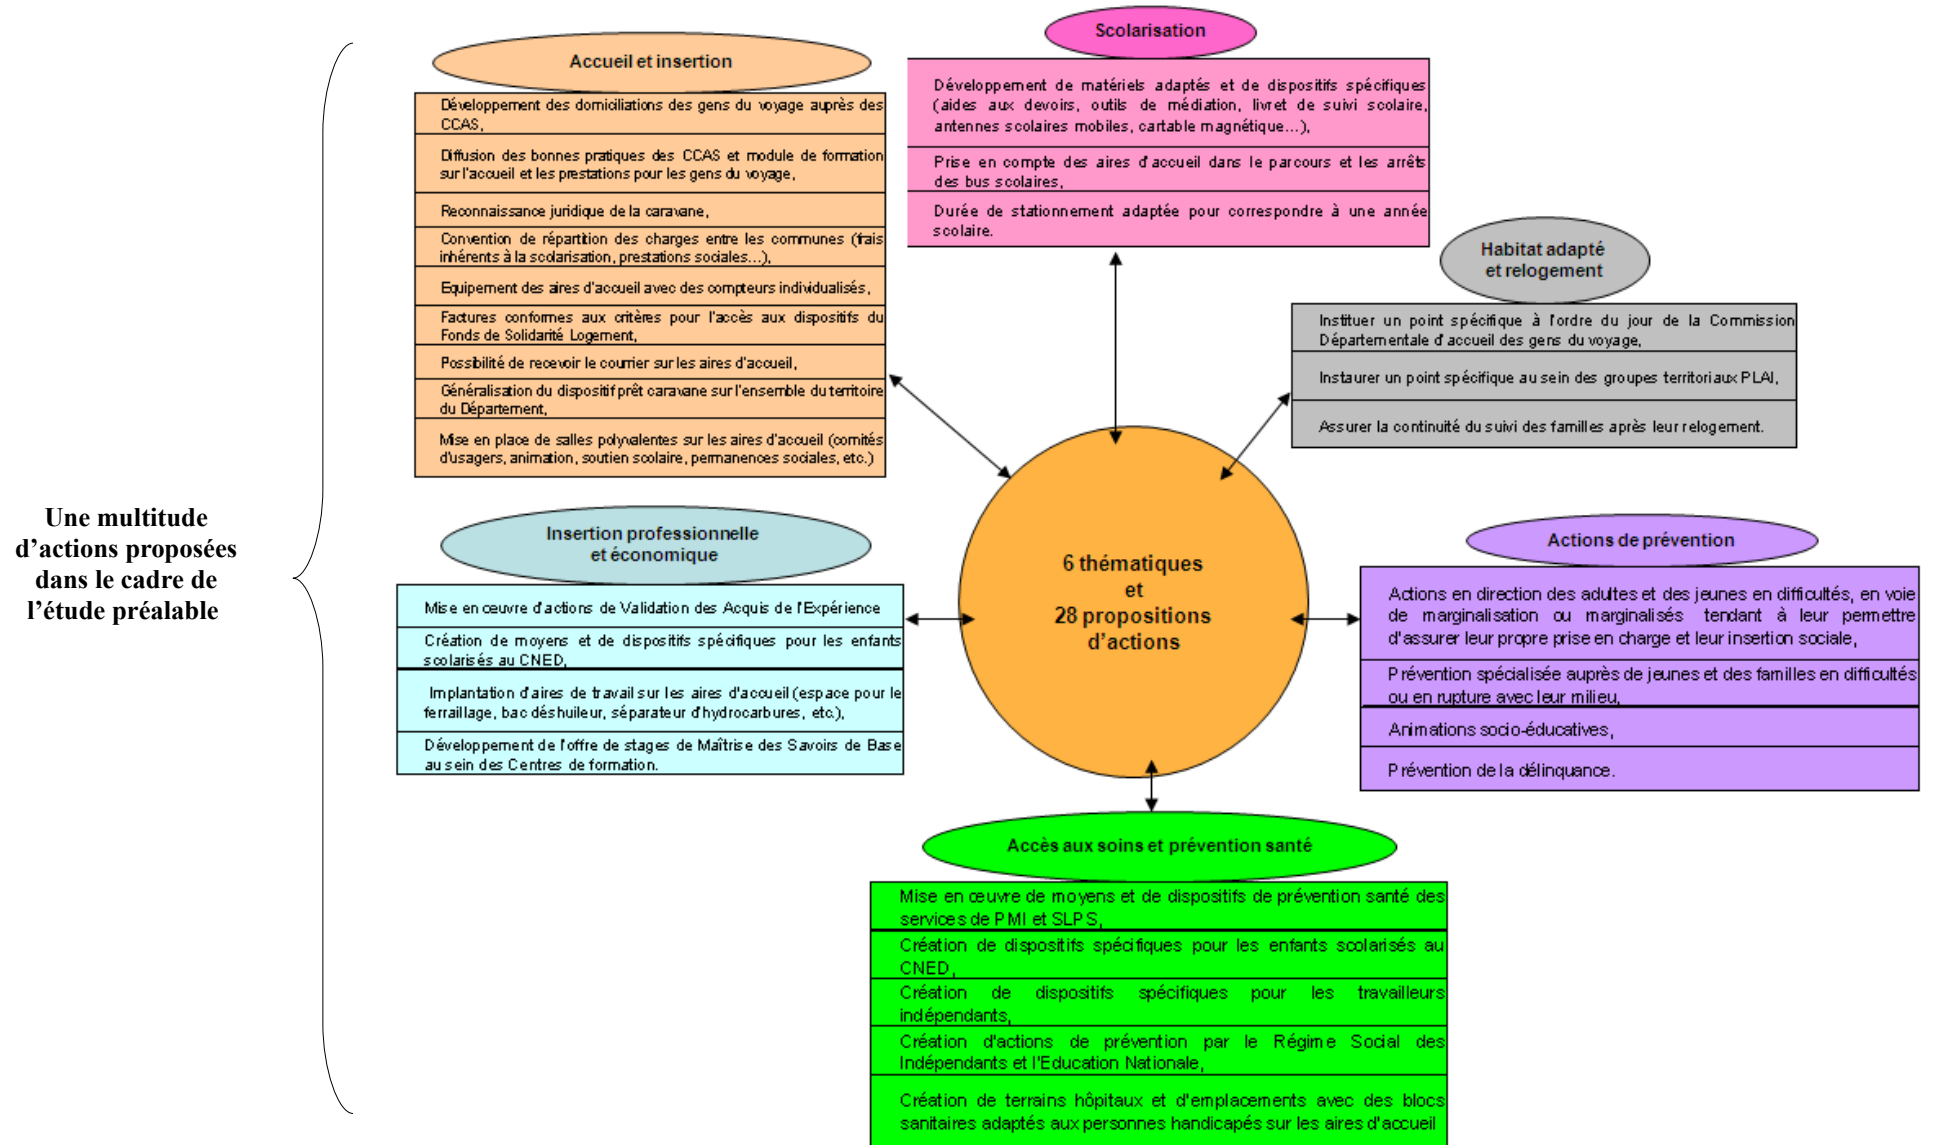 Une multitude
d’actions proposées
dans le cadre de
l’étude préalable
Accueil et insertion
Développement des domiciliations des gens du voyage auprès des
CCAS,
Diffusion des bonnes pratiques des CCAS et module de formation
sur l'accueil et les prestations pour les gens du voyage,
Reconnaissance juridique de la caravane,
Convention de répartition des charges entre les communes (frais
inhérents à la scolarisation, prestations sociales...),
Equipement des aires d'accueil avec des compteurs individualisés,
Factures conformes aux critères pour l'accès aux dispositifs du
Fonds de Solidarité Logement,
Possibilité de recevoir le courrier sur les aires d'accueil,
Généralisation du dispositif prêt caravane sur l'ensemble du territoire
du Département,
Mise en place de salles polyvalentes sur les aires d'accueil (comités
d'usagers, animation, soutien scolaire, permanences sociales, etc.)
Scolarisation
Développement de matériels adaptés et de dispositifs spécifiques
(aides aux devoirs, outils de médiation, livret de suivi scolaire,
antennes scolaires mobiles, cartable magnétique...),
Prise en compte des aires d'accueil dans le parcours et les arrêts
des bus scolaires,
Durée de stationnement adaptée pour correspondre à une année
scolaire.
Habitat adapté
et relogement
Instituer un point spécifique à l'ordre du jour de la Commission
Départementale d'accueil des gens du voyage,
Instaurer un point spécifique au sein des groupes territoriaux PLAI,
Assurer la continuité du suivi des familles après leur relogement.
Insertion professionnelle
et économique
Mise en œuvre d'actions de Validation des Acquis de l'Expérience
Création de moyens et de dispositifs spécifiques pour les enfants
scolarisés au CNED,
Implantation d'aires de travail sur les aires d'accueil (espace pour le
ferraillage, bac déshuileur, séparateur d'hydrocarbures, etc.),
Développement de l'offre de stages de Maîtrise des Savoirs de Base
au sein des Centres de formation.
6 thématiques
et
28 propositions
d’actions
Actions de prévention
Actions en direction des adultes et des jeunes en difficultés, en voie
de marginalisation ou marginalisés tendant à leur permettre
d'assurer leur propre prise en charge et leur insertion sociale,
Prévention spécialisée auprès de jeunes et des familles en difficultés
ou en rupture avec leur milieu,
Animations socio-éducatives,
Prévention de la délinquance.
Accès aux soins et prévention santé
Mise en œuvre de moyens et de dispositifs de prévention santé des
services de PMI et SLPS,
Création de dispositifs spécifiques pour les enfants scolarisés au
CNED,
Création de dispositifs spécifiques pour les travailleurs
indépendants,
Création d'actions de prévention par le Régime Social des
Indépendants et l'Education Nationale,
Création de terrains hôpitaux et d'emplacements avec des blocs
sanitaires adaptés aux personnes handicapés sur les aires d'accueil